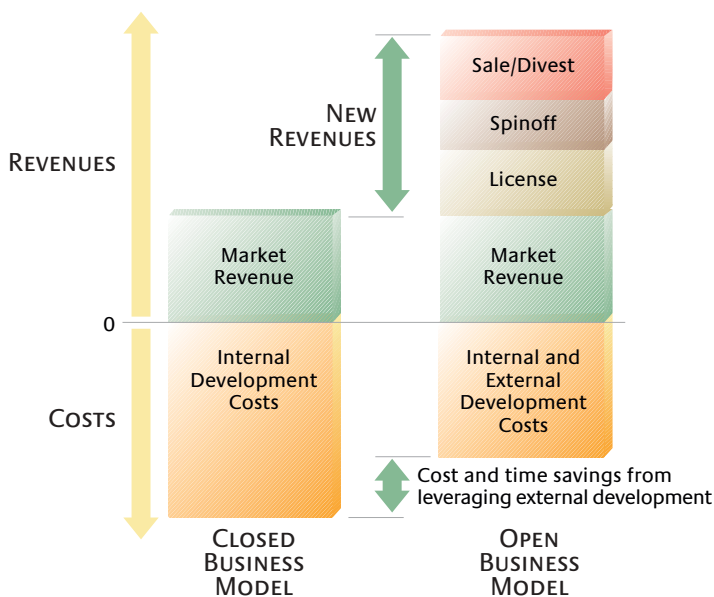 REVENUES
0
COSTS
NEW
REVENUES
Market
Revenue
Internal
Development
Costs
CLOSED
BUSINESS
MODEL
Sale/Divest
Spinoff
License
Market
Revenue
Internal and
External
Development
Costs
Cost and time savings from
leveraging external development
OPEN
BUSINESS
MODEL